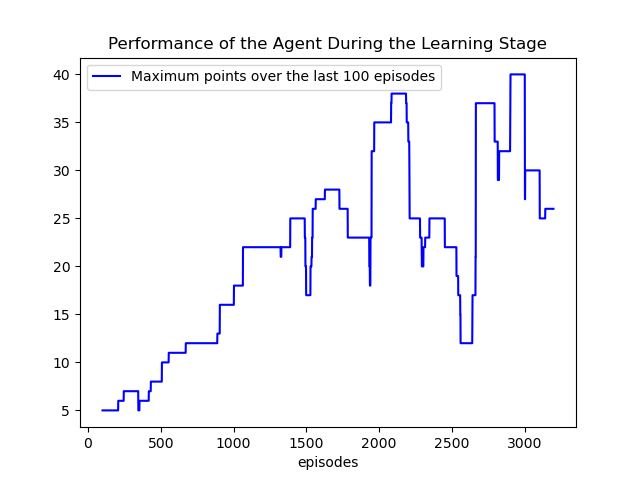 Performance of the Agent During the Learning Stage
Maximum points over the last 100 episodes
40
35
30
25
20
15
10
5
0 500 1000 1500 2000 2500 3000
episodes